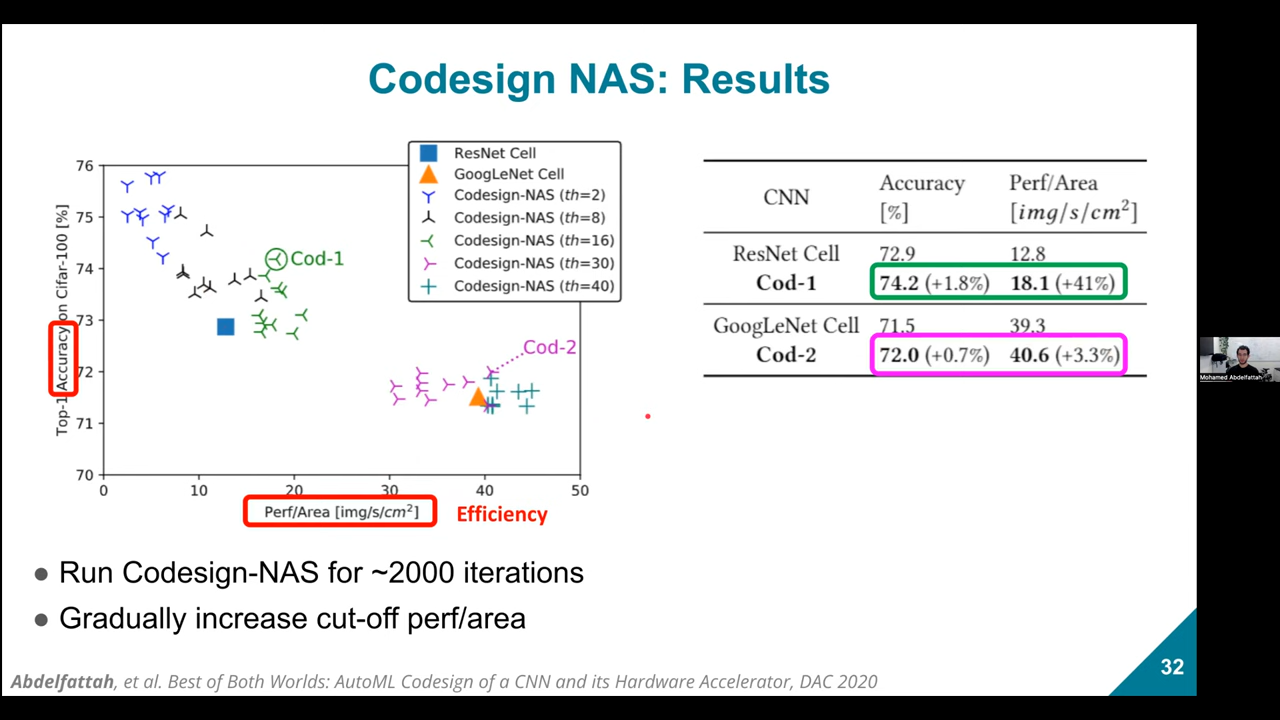 Codesign NAS: Results
76
75
74
73
72
71
70
0
10
20
30
40
50
Top-1 Accuracy on Cifar-100 [%]
Perf/Area [img/s/cm²]
Efficiency
ResNet Cell
GoogLeNet Cell
Codesign-NAS (th=2)
Codesign-NAS (th=8)
Codesign-NAS (th=16)
Codesign-NAS (th=30)
Codesign-NAS (th=40)
Cod-1
Cod-2
CNN
Accuracy
[%]
Perf/Area
[img/s/cm²]
ResNet Cell 72.9 12.8
Cod-1 74.2 (+1.8%) 18.1 (+41%)
GoogLeNet Cell 71.5 39.3
Cod-2 72.0 (+0.7%) 40.6 (+3.3%)
● Run Codesign-NAS for ~2000 iterations
● Gradually increase cut-off perf/area
Abdelfattah, et al. Best of Both Worlds: AutoML Codesign of a CNN and its Hardware Accelerator, DAC 2020
32
Mohamed Abdelfattah